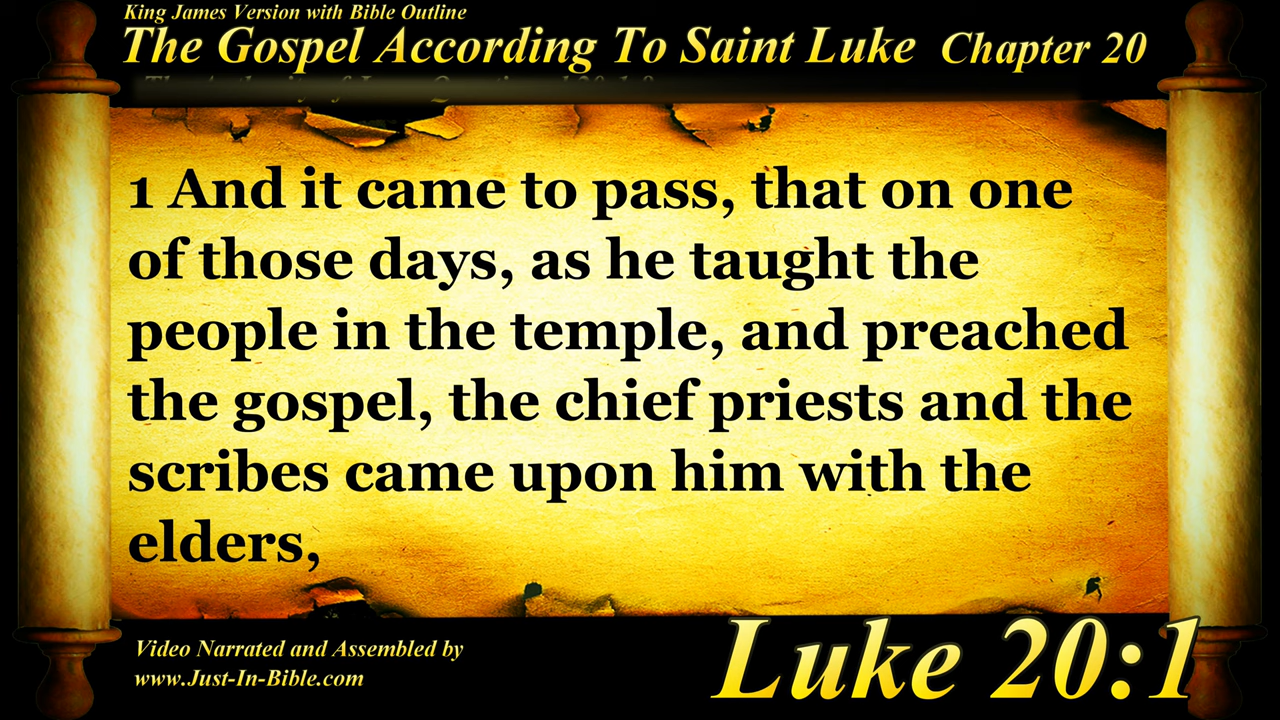 King James Version with Bible Outline
The Gospel According To Saint Luke Chapter 20
1 And it came to pass, that on one
of those days, as he taught the
people in the temple, and preached
the gospel, the chief priests and the
scribes came upon him with the
elders,
Video Narrated and Assembled by
www.Just-In-Bible.com
Luke 20:1